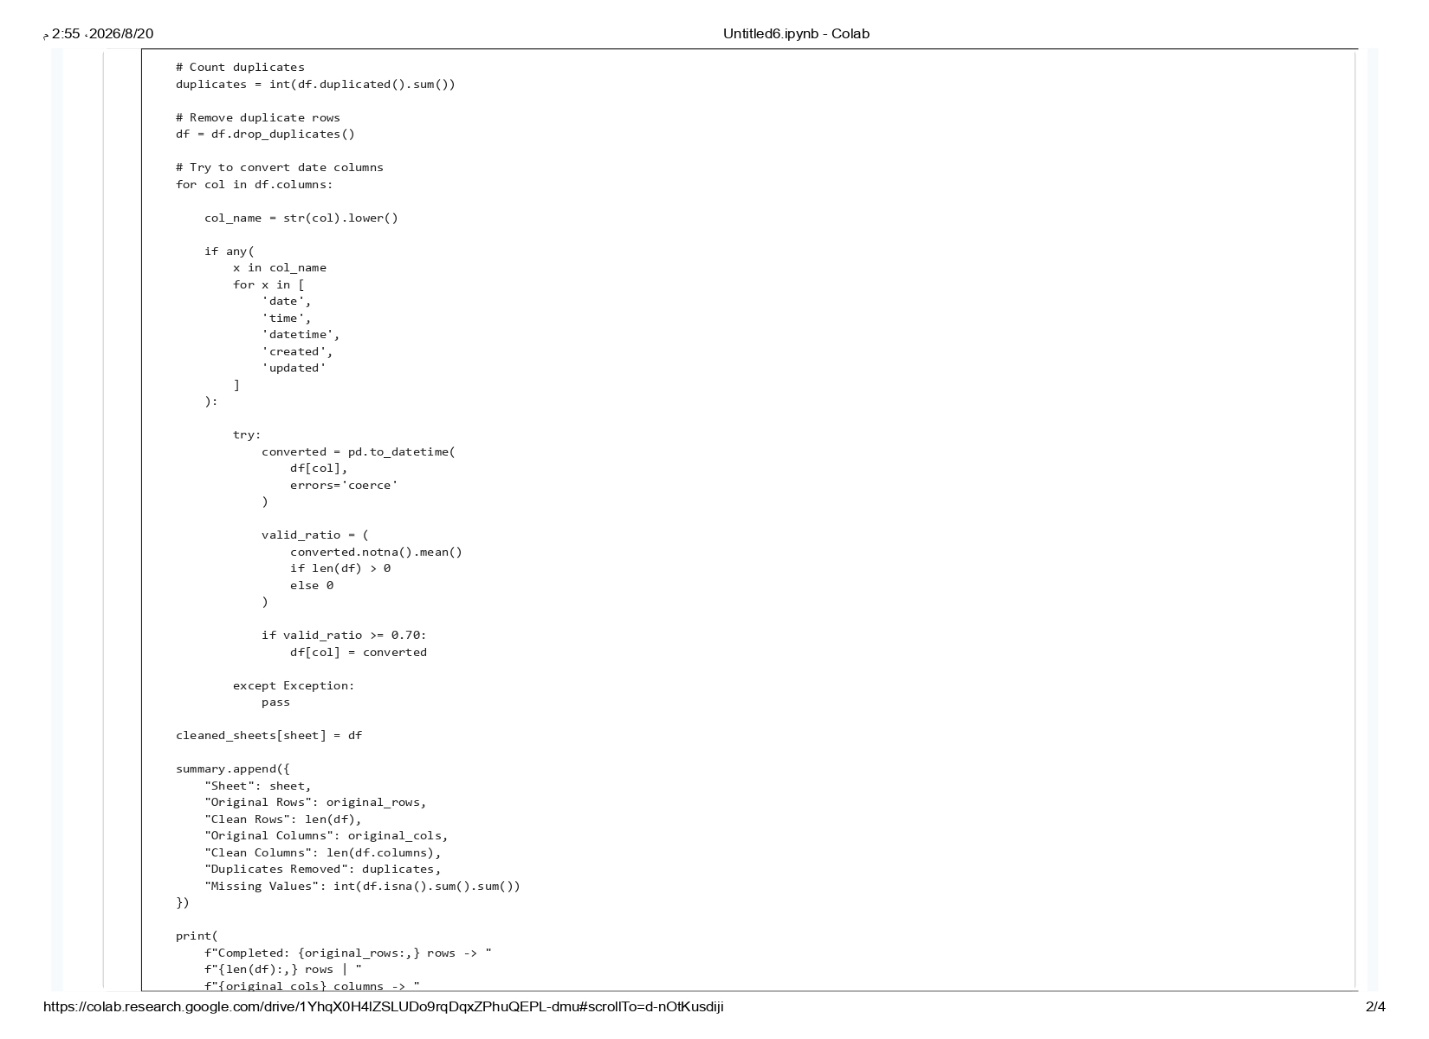 2:55 ،2026/8/20 م
Untitled6.ipynb - Colab
# Count duplicates
duplicates = int(df.duplicated().sum())
# Remove duplicate rows
df = df.drop_duplicates()
# Try to convert date columns
for col in df.columns:
col_name = str(col).lower()
if any(
x in col_name
for x in [
'date',
'time',
'datetime',
'created',
'updated'
]
):
try:
converted = pd.to_datetime(
df[col],
errors='coerce'
)
valid_ratio = (
converted.notna().mean()
if len(df) > 0
else 0
)
if valid_ratio >= 0.70:
df[col] = converted
except Exception:
pass
cleaned_sheets[sheet] = df
summary.append({
"Sheet": sheet,
"Original Rows": original_rows,
"Clean Rows": len(df),
"Original Columns": original_cols,
"Clean Columns": len(df.columns),
"Duplicates Removed": duplicates,
"Missing Values": int(df.isna().sum().sum())
})
print(
f"Completed: {original_rows:,} rows -> "
f"{len(df):,} rows | "
f"{original_cols} columns -> "
https://colab.research.google.com/drive/1YhqX0H4lZSLUDo9rqDqxZPhuQEPL-dmu#scrollTo=d-nOtKusdiji
2/4